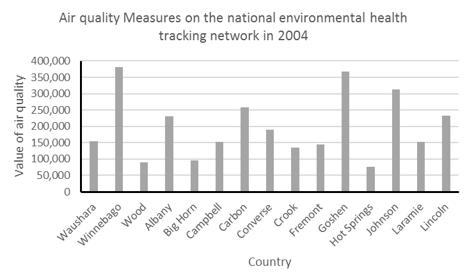 Air quality Measures on the national environmental health
tracking network in 2004
Value of air quality
400,000
350,000
300,000
250,000
200,000
150,000
100,000
50,000
0
Waushara
Winnebago
Wood
Albany
Big Horn
Campbell
Carbon
Converse
Crook
Fremont
Goshen
Hot Springs
Johnson
Laramie
Lincoln
Country